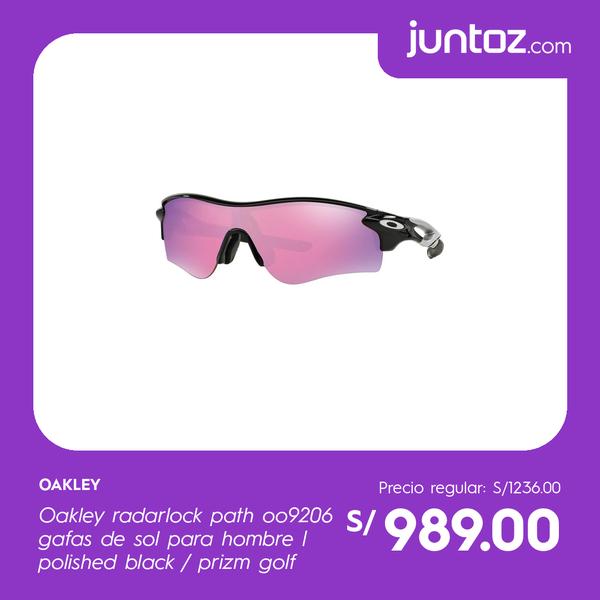 juntoz.com
OAKLEY
Oakley radarlock path oo9206
gafas de sol para hombre |
polished black / prizm golf
Precio regular: S/1236.00
S/ 989.00